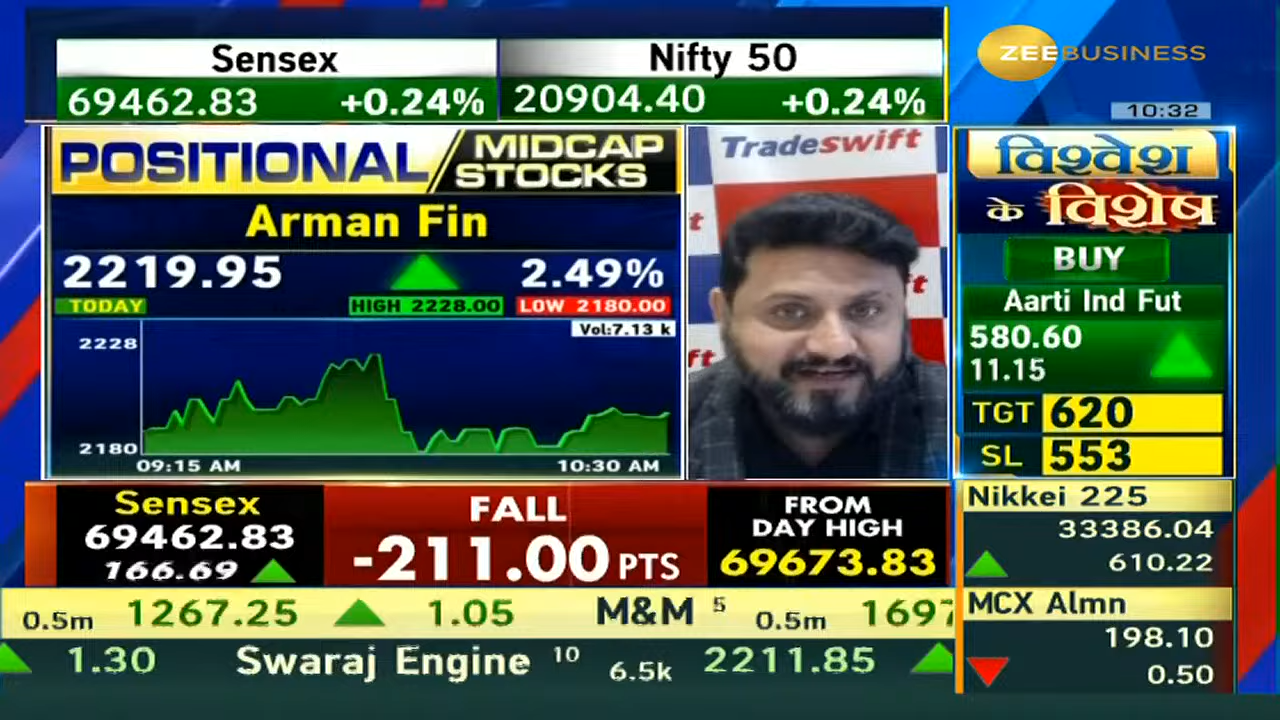 Sensex
69462.83 +0.24%
Nifty 50
20904.40 +0.24%
ZEEBUSINESS
10:32
POSITIONAL
MIDCAP
STOCKS
Arman Fin
2219.95 2.49%
TODAY HIGH 2228.00 LOW 2180.00
Vol:7.13 k
2228
2180
09:15 AM 10:30 AM
Tradeswift
विश्वेश
के विशेष
BUY
Aarti Ind Fut
580.60
11.15
TGT 620
SL 553
Nikkei 225
33386.04
610.22
MCX Almn
198.10
0.50
Sensex
69462.83
166.69
FALL
-211.00 PTS
FROM
DAY HIGH
69673.83
0.5m 1267.25 1.05 M&M 5 0.5m 1697
1.30 Swaraj Engine 10 6.5k 2211.85